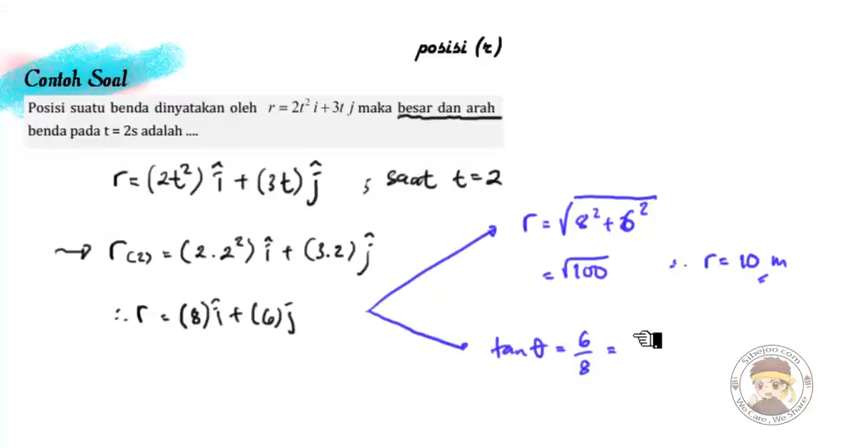 posisi (r)
Contoh Soal
Posisi suatu benda dinyatakan oleh r = 2t² i + 3t j maka besar dan arah
benda pada t = 2s adalah ....
r = (2t²) î + (3t) ĵ ; saat t = 2
→ r(2) = (2.2²) î + (3.2) ĵ
∴ r = (8) î + (6) ĵ
r = √8² + 6²
= √100 ∴ r = 10 m
tan θ = 6/8 =
Sibejoo.com
We Care, We Share